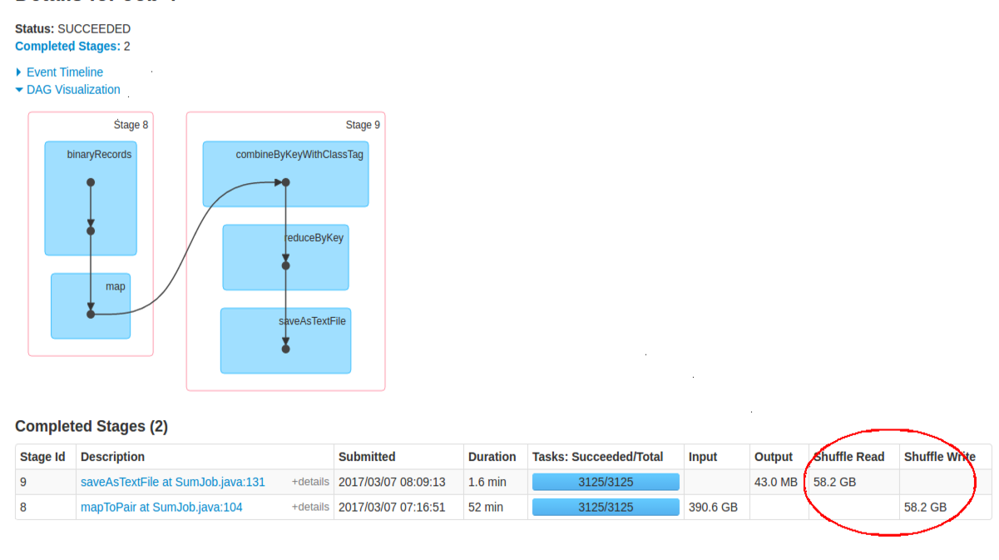 Status: SUCCEEDED
Completed Stages: 2
Event Timeline
DAG Visualization
Stage 8
binaryRecords
map
Stage 9
combineByKeyWithClassTag
reduceByKey
saveAsTextFile
Completed Stages (2)
Stage Id Description Submitted Duration Tasks: Succeeded/Total Input Output Shuffle Read Shuffle Write
9 saveAsTextFile at SumJob.java:131 +details 2017/03/07 08:09:13 1.6 min 3125/3125 43.0 MB 58.2 GB
8 mapToPair at SumJob.java:104 +details 2017/03/07 07:16:51 52 min 3125/3125 390.6 GB 58.2 GB